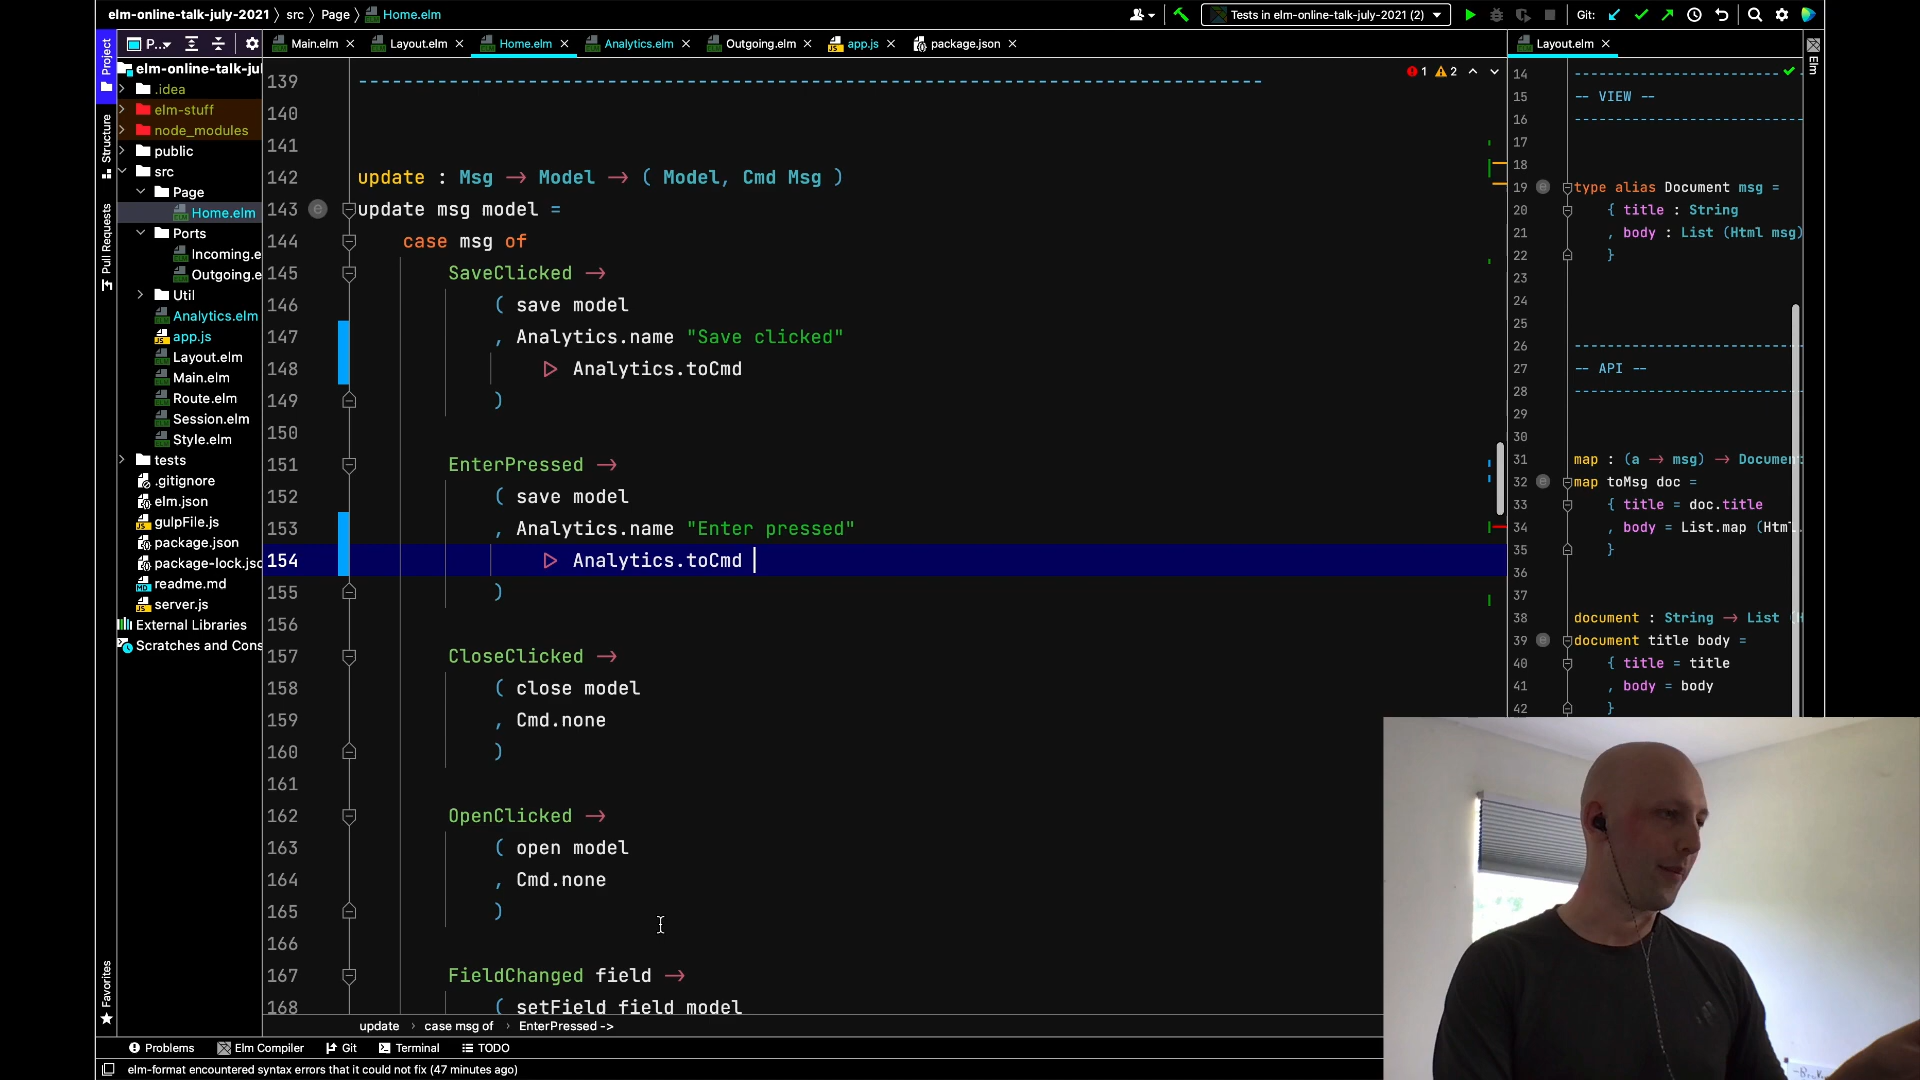 elm-online-talk-july-2021 〉 src 〉 Page 〉 Home.elm
Tests in elm-online-talk-july-2021 (2)
Git:
Project
P...
Main.elm
Layout.elm
Home.elm
Analytics.elm
Outgoing.elm
app.js
package.json
Layout.elm
Elm
Structure
Pull Requests
Favorites
elm-online-talk-jul
.idea
elm-stuff
node_modules
public
src
Page
Home.elm
Ports
Incoming.e
Outgoing.e
Util
Analytics.elm
app.js
Layout.elm
Main.elm
Route.elm
Session.elm
Style.elm
tests
.gitignore
elm.json
gulpFile.js
package.json
package-lock.jsc
readme.md
server.js
External Libraries
Scratches and Cons
1 2
139 --------------------------------------------------------------------------------
140
141
142 update : Msg → Model → ( Model, Cmd Msg )
143 update msg model =
144 case msg of
145 SaveClicked →
146 ( save model
147 , Analytics.name "Save clicked"
148 ▷ Analytics.toCmd
149 )
150
151 EnterPressed →
152 ( save model
153 , Analytics.name "Enter pressed"
154 ▷ Analytics.toCmd
155 )
156
157 CloseClicked →
158 ( close model
159 , Cmd.none
160 )
161
162 OpenClicked →
163 ( open model
164 , Cmd.none
165 )
166
167 FieldChanged field →
168 ( setField field model
14 --------------------------
15 -- VIEW --
16 --------------------------
17
18
19 type alias Document msg =
20 { title : String
21 , body : List (Html msg)
22 }
23
24
25
26 --------------------------
27 -- API --
28 --------------------------
29
30
31 map : (a → msg) → Document
32 map toMsg doc =
33 { title = doc.title
34 , body = List.map (Html.
35 }
36
37
38 document : String → List (H
39 document title body =
40 { title = title
41 , body = body
42 }
update 〉 case msg of 〉 EnterPressed ->
Problems
Elm Compiler
Git
Terminal
TODO
elm-format encountered syntax errors that it could not fix (47 minutes ago)